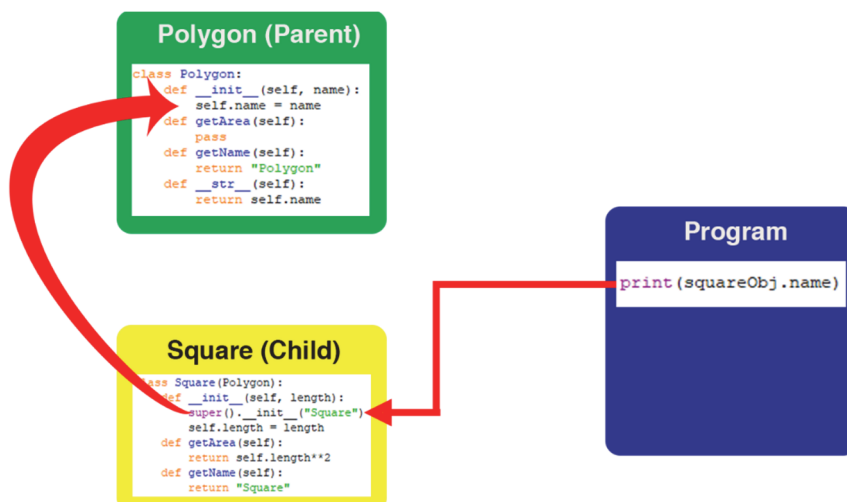 Polygon (Parent)
class Polygon:
    def __init__(self, name):
        self.name = name
    def getArea(self):
        pass
    def getName(self):
        return "Polygon"
    def __str__(self):
        return self.name
Program
print(squareObj.name)
Square (Child)
class Square(Polygon):
    def __init__(self, length):
        super().__init__("Square")
        self.length = length
    def getArea(self):
        return self.length**2
    def getName(self):
        return "Square"